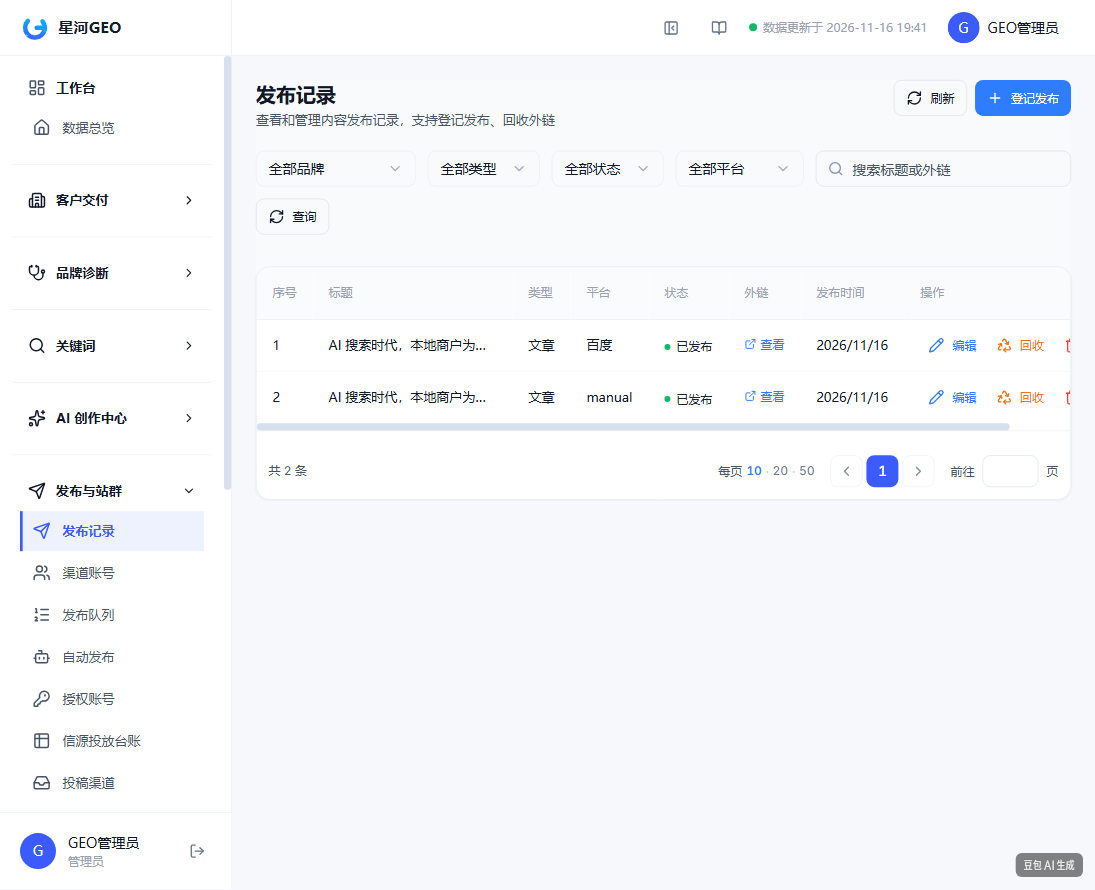 星河GEO
数据更新于 2026-11-16 19:41
G
GEO管理员
工作台
数据总览
客户交付
品牌诊断
关键词
AI 创作中心
发布与站群
发布记录
渠道账号
发布队列
自动发布
授权账号
信源投放台账
投稿渠道
G
GEO管理员
管理员
发布记录
查看和管理内容发布记录，支持登记发布、回收外链
刷新
登记发布
全部品牌
全部类型
全部状态
全部平台
搜索标题或外链
查询
序号 标题 类型 平台 状态 外链 发布时间 操作
1 AI 搜索时代，本地商户为... 文章 百度 已发布 查看 2026/11/16 编辑 回收
2 AI 搜索时代，本地商户为... 文章 manual 已发布 查看 2026/11/16 编辑 回收
共 2 条 每页 10 · 20 · 50 1 前往 页
豆包 AI 生成